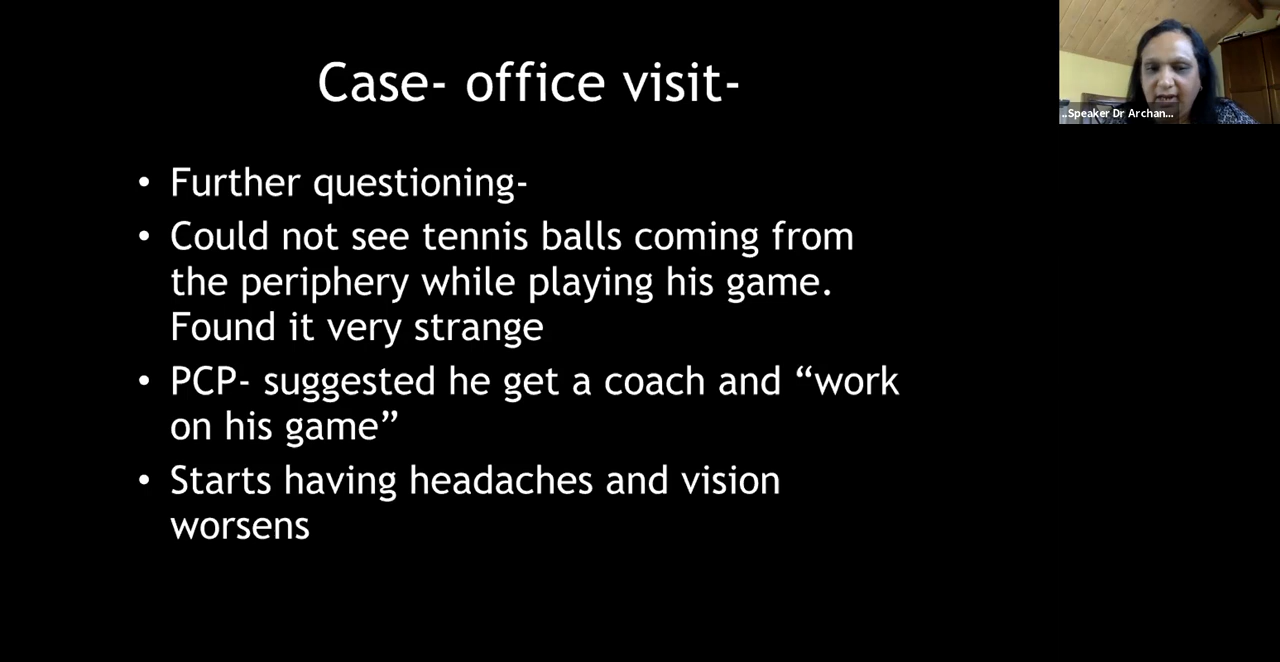 Case- office visit-
..Speaker Dr Archan...
• Further questioning-
• Could not see tennis balls coming from
the periphery while playing his game.
Found it very strange
• PCP- suggested he get a coach and “work
on his game”
• Starts having headaches and vision
worsens